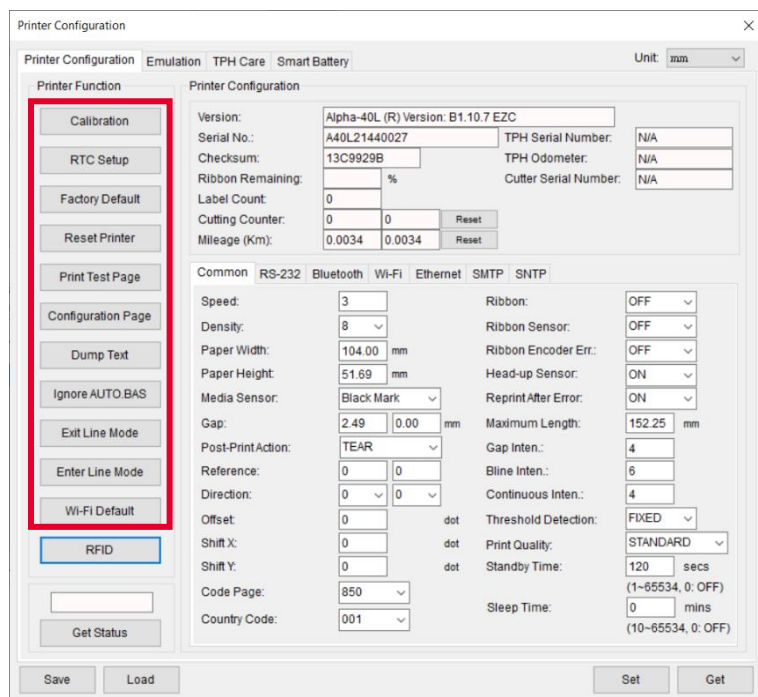 Printer Configuration
Printer Configuration Emulation TPH Care Smart Battery Unit: mm
Printer Function
Calibration
RTC Setup
Factory Default
Reset Printer
Print Test Page
Configuration Page
Dump Text
Ignore AUTO.BAS
Exit Line Mode
Enter Line Mode
Wi-Fi Default
RFID
Get Status
Printer Configuration
Version: Alpha-40L (R) Version: B1.10.7 EZC
Serial No.: A40L21440027 TPH Serial Number: N/A
Checksum: 13C9929B TPH Odometer: N/A
Ribbon Remaining: % Cutter Serial Number: N/A
Label Count: 0
Cutting Counter: 0 0 Reset
Mileage (Km): 0.0034 0.0034 Reset
Common RS-232 Bluetooth Wi-Fi Ethernet SMTP SNTP
Speed: 3 Ribbon: OFF
Density: 8 Ribbon Sensor: OFF
Paper Width: 104.00 mm Ribbon Encoder Err.: OFF
Paper Height: 51.69 mm Head-up Sensor: ON
Media Sensor: Black Mark Reprint After Error: ON
Gap: 2.49 0.00 mm Maximum Length: 152.25 mm
Post-Print Action: TEAR Gap Inten.: 4
Reference: 0 0 Bline Inten.: 6
Direction: 0 0 Continuous Inten.: 4
Offset: 0 dot Threshold Detection: FIXED
Shift X: 0 dot Print Quality: STANDARD
Shift Y: 0 dot Standby Time: 120 secs
(1~65534, 0: OFF)
Code Page: 850 Sleep Time: 0 mins
Country Code: 001 (10~65534, 0: OFF)
Save Load Set Get